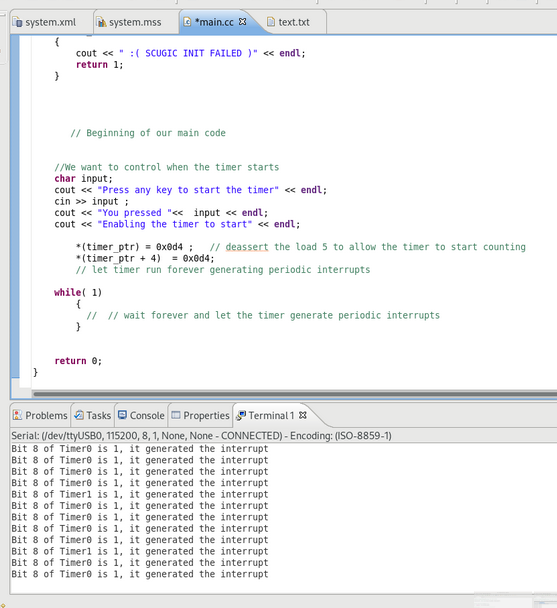 system.xml system.mss *main.cc text.txt
{
cout << " :( SCUGIC INIT FAILED )" << endl;
return 1;
}
// Beginning of our main code
//We want to control when the timer starts
char input;
cout << "Press any key to start the timer" << endl;
cin >> input ;
cout << "You pressed "<<  input << endl;
cout << "Enabling the timer to start" << endl;
*(timer_ptr) = 0x0d4 ;   // deassert the load 5 to allow the timer to start counting
*(timer_ptr + 4)  = 0x0d4;
// let timer run forever generating periodic interrupts
while( 1)
{
//  // wait forever and let the timer generate periodic interrupts
}
return 0;
}
Problems Tasks Console Properties Terminal 1
Serial: (/dev/ttyUSB0, 115200, 8, 1, None, None - CONNECTED) - Encoding: (ISO-8859-1)
Bit 8 of Timer0 is 1, it generated the interrupt
Bit 8 of Timer0 is 1, it generated the interrupt
Bit 8 of Timer0 is 1, it generated the interrupt
Bit 8 of Timer0 is 1, it generated the interrupt
Bit 8 of Timer1 is 1, it generated the interrupt
Bit 8 of Timer0 is 1, it generated the interrupt
Bit 8 of Timer0 is 1, it generated the interrupt
Bit 8 of Timer0 is 1, it generated the interrupt
Bit 8 of Timer0 is 1, it generated the interrupt
Bit 8 of Timer1 is 1, it generated the interrupt
Bit 8 of Timer0 is 1, it generated the interrupt
Bit 8 of Timer0 is 1, it generated the interrupt